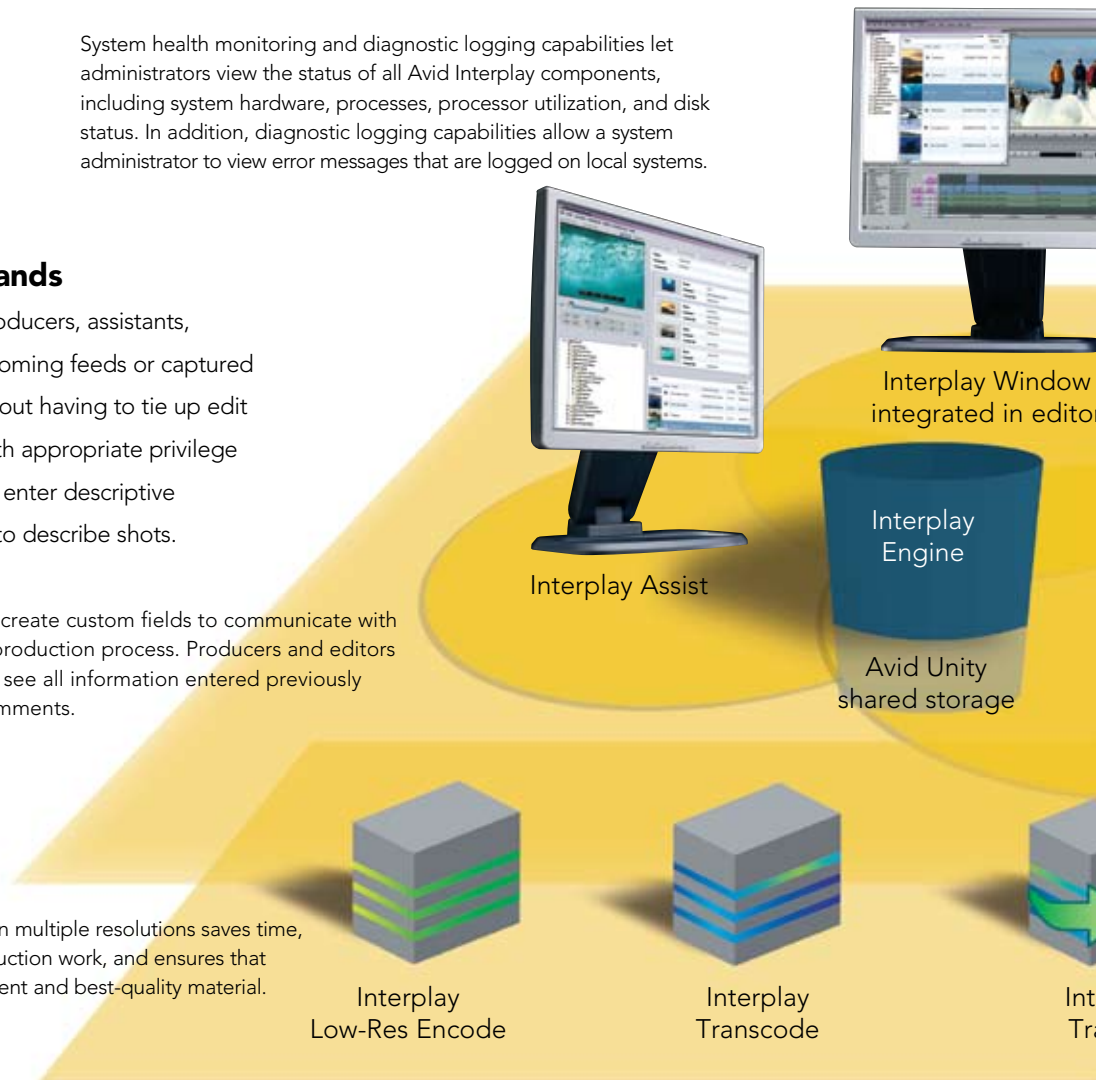 System health monitoring and diagnostic logging capabilities let
administrators view the status of all Avid Interplay components,
including system hardware, processes, processor utilization, and disk
status. In addition, diagnostic logging capabilities allow a system
administrator to view error messages that are logged on local systems.
ands
oducers, assistants,
oming feeds or captured
out having to tie up edit
th appropriate privilege
enter descriptive
to describe shots.
create custom fields to communicate with
production process. Producers and editors
see all information entered previously
mments.
n multiple resolutions saves time,
uction work, and ensures that
ent and best-quality material.
Interplay Window
integrated in editor
Interplay Assist
Interplay
Engine
Avid Unity
shared storage
Interplay
Low-Res Encode
Interplay
Transcode
Int
Tra